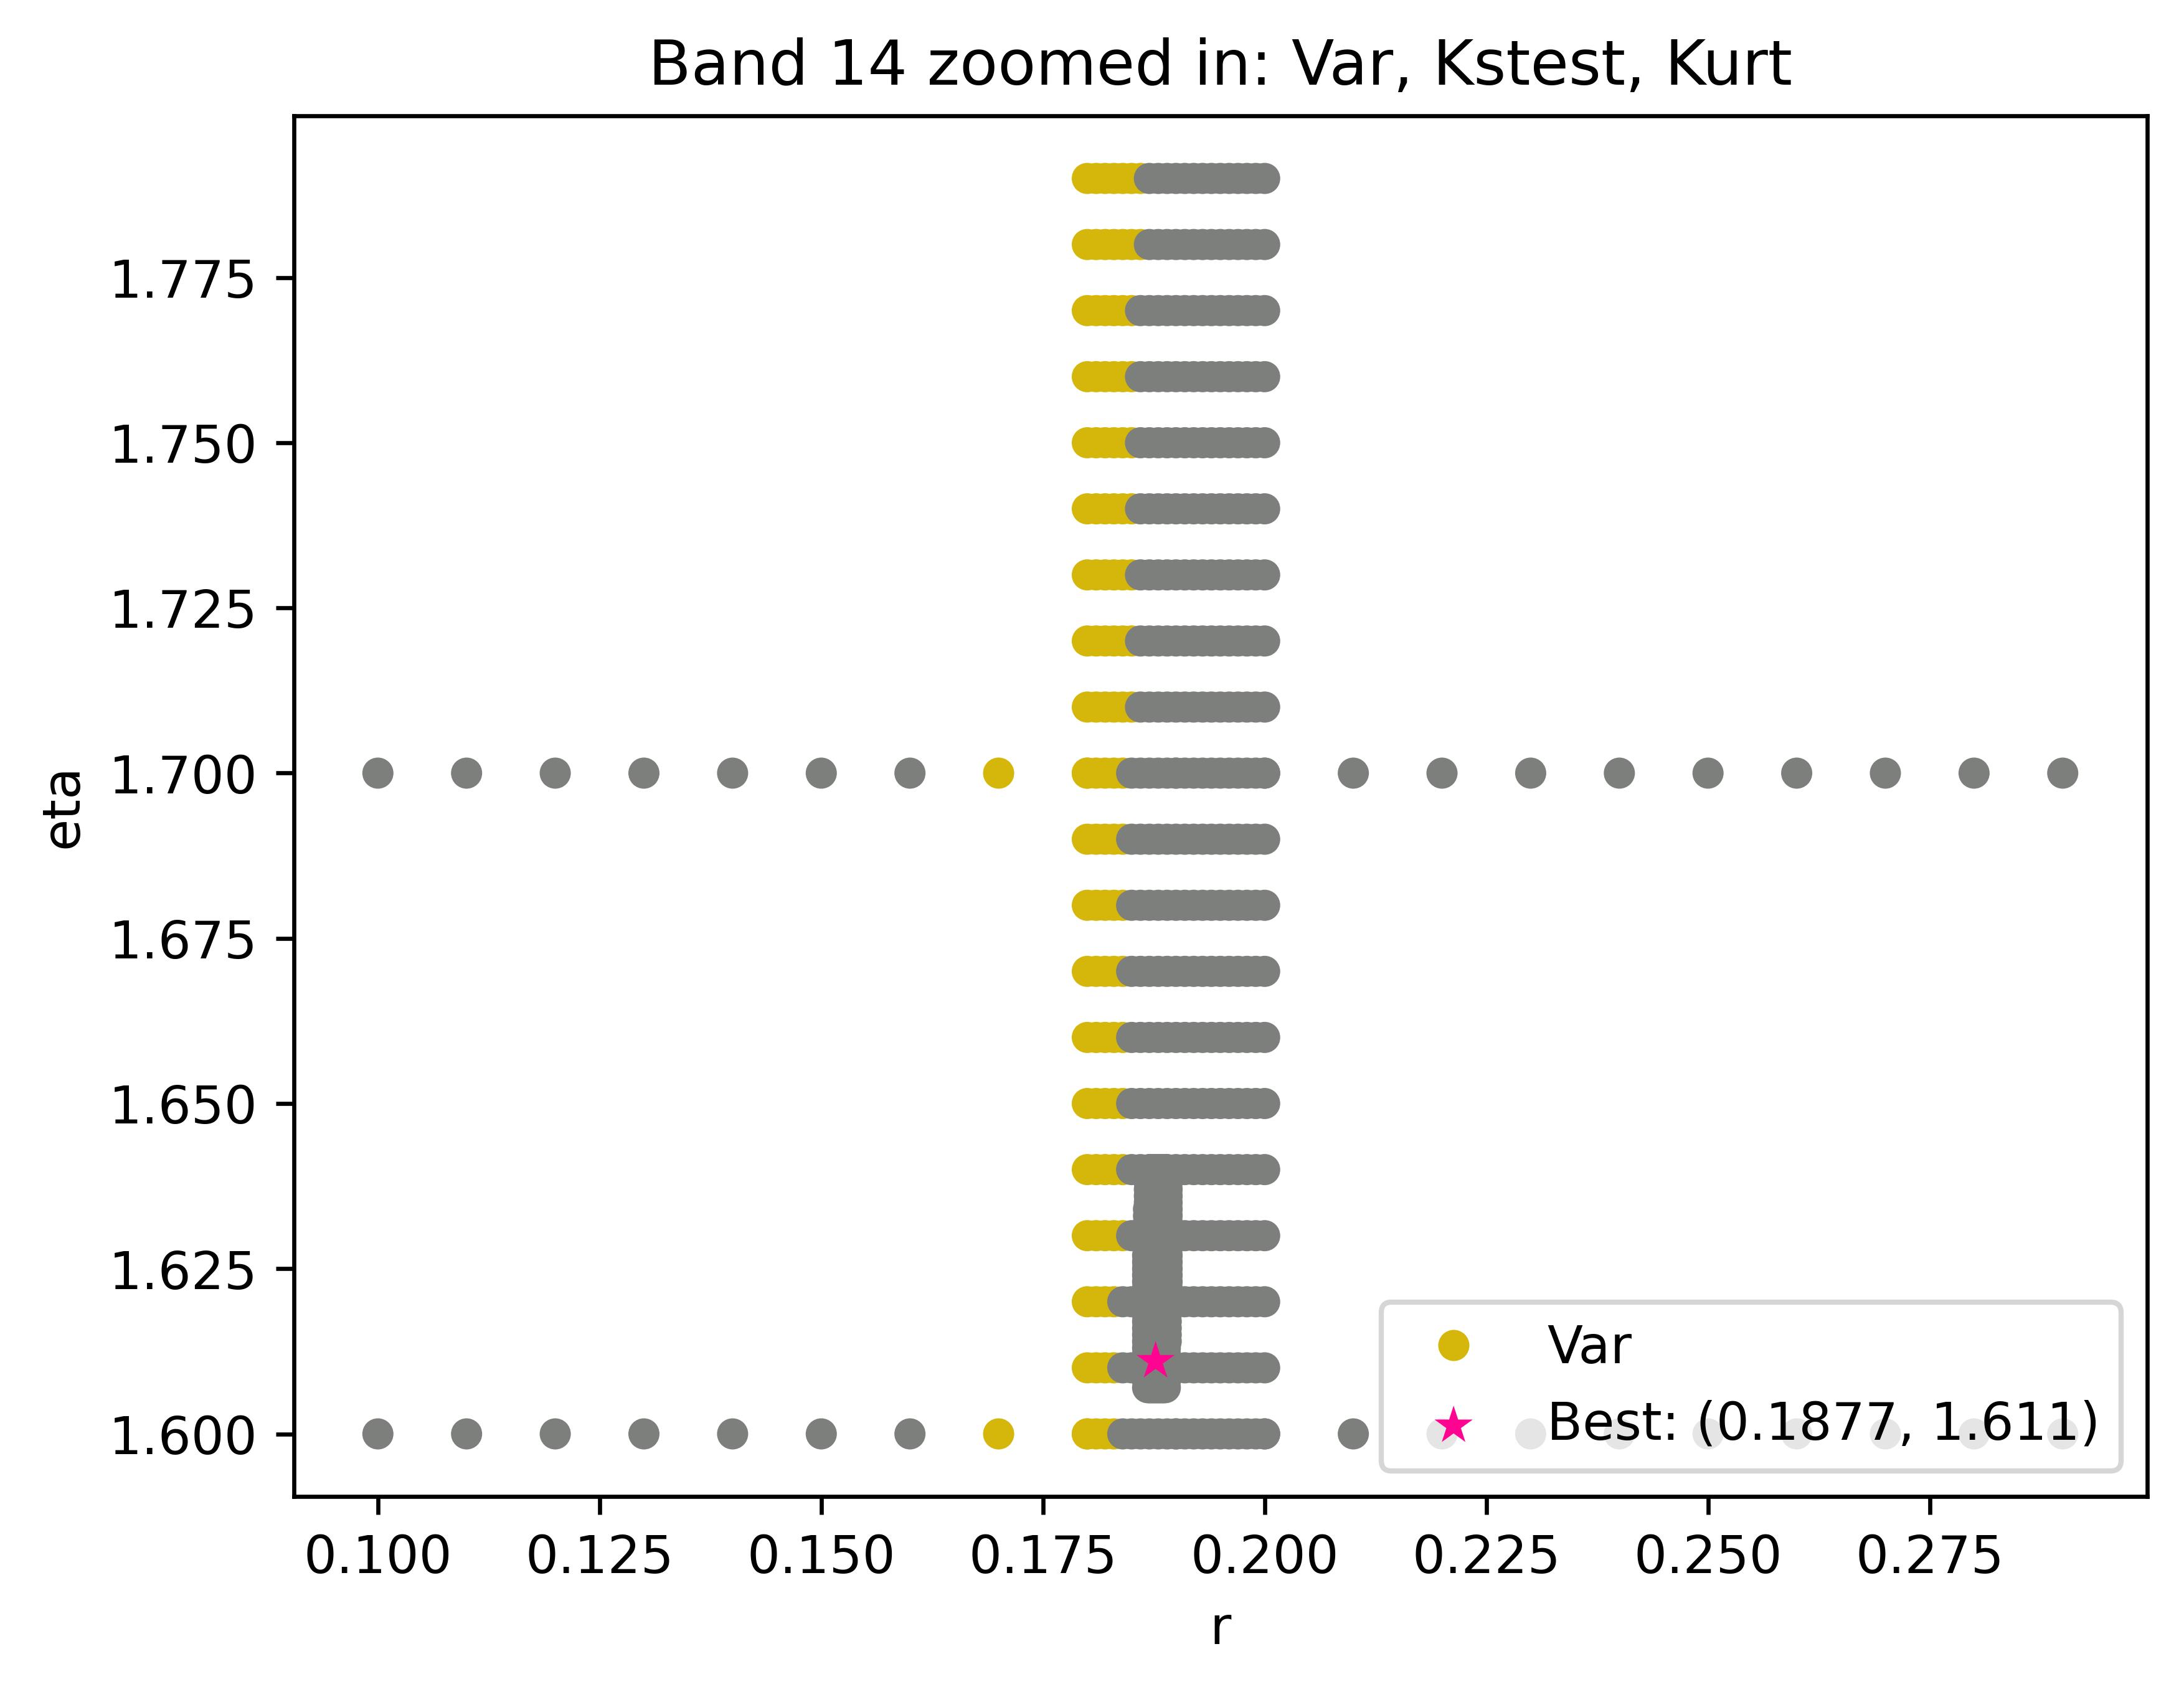 Band 14 zoomed in: Var, Kstest, Kurt
eta
1.775
1.750
1.725
1.700
1.675
1.650
1.625
1.600
Var
Best: (0.1877, 1.611)
0.100 0.125 0.150 0.175 0.200 0.225 0.250 0.275
r